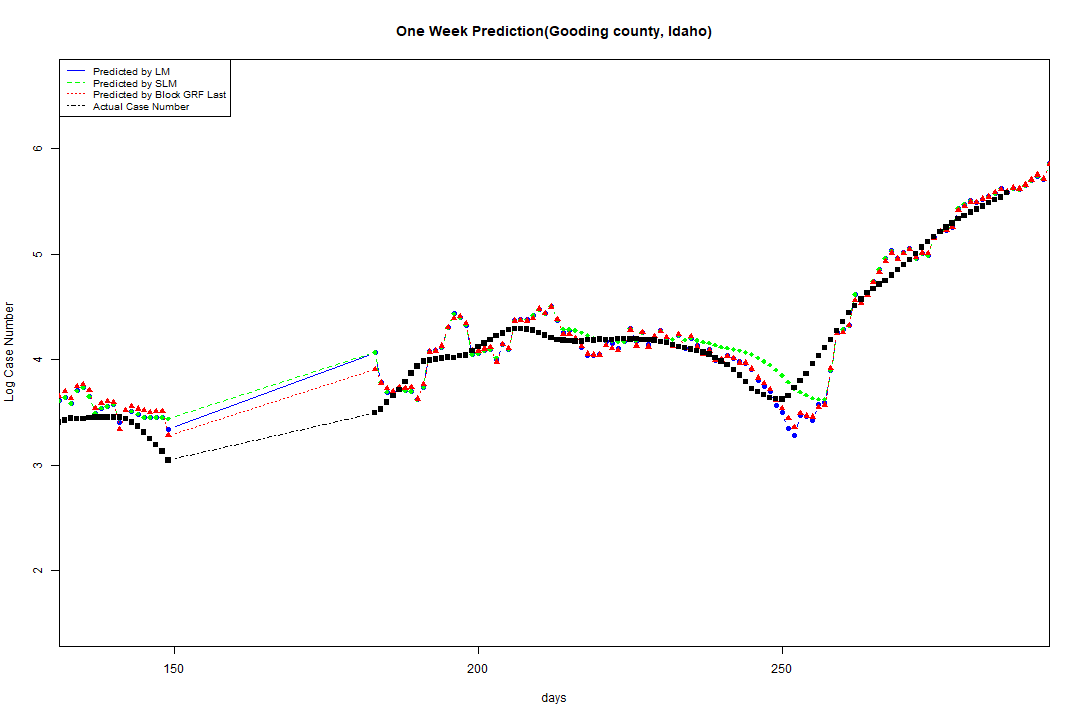 One Week Prediction(Gooding county, Idaho)
Predicted by LM
Predicted by SLM
Predicted by Block GRF Last
Actual Case Number
Log Case Number
6
5
4
3
2
150 200 250
days